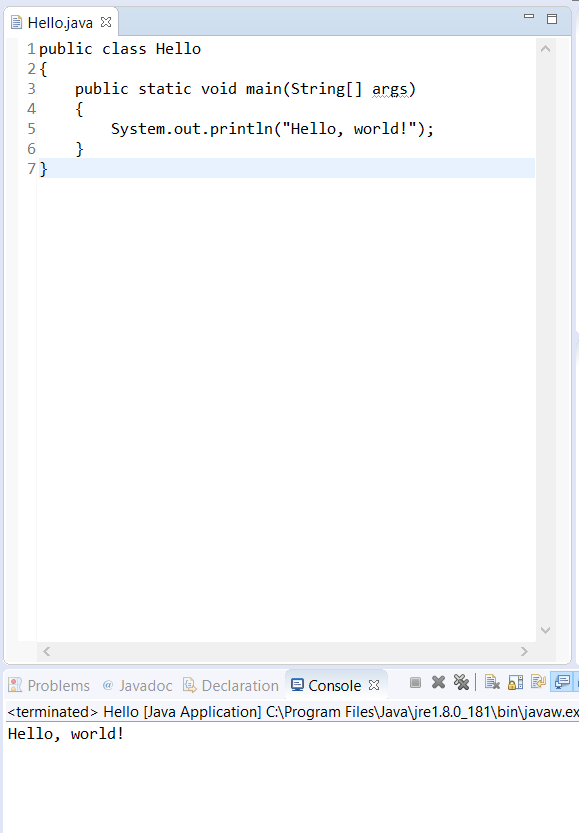 Hello.java
1 public class Hello
2 {
3     public static void main(String[] args)
4     {
5         System.out.println("Hello, world!");
6     }
7 }
Problems @ Javadoc Declaration Console
<terminated> Hello [Java Application] C:\Program Files\Java\jre1.8.0_181\bin\javaw.ex
Hello, world!